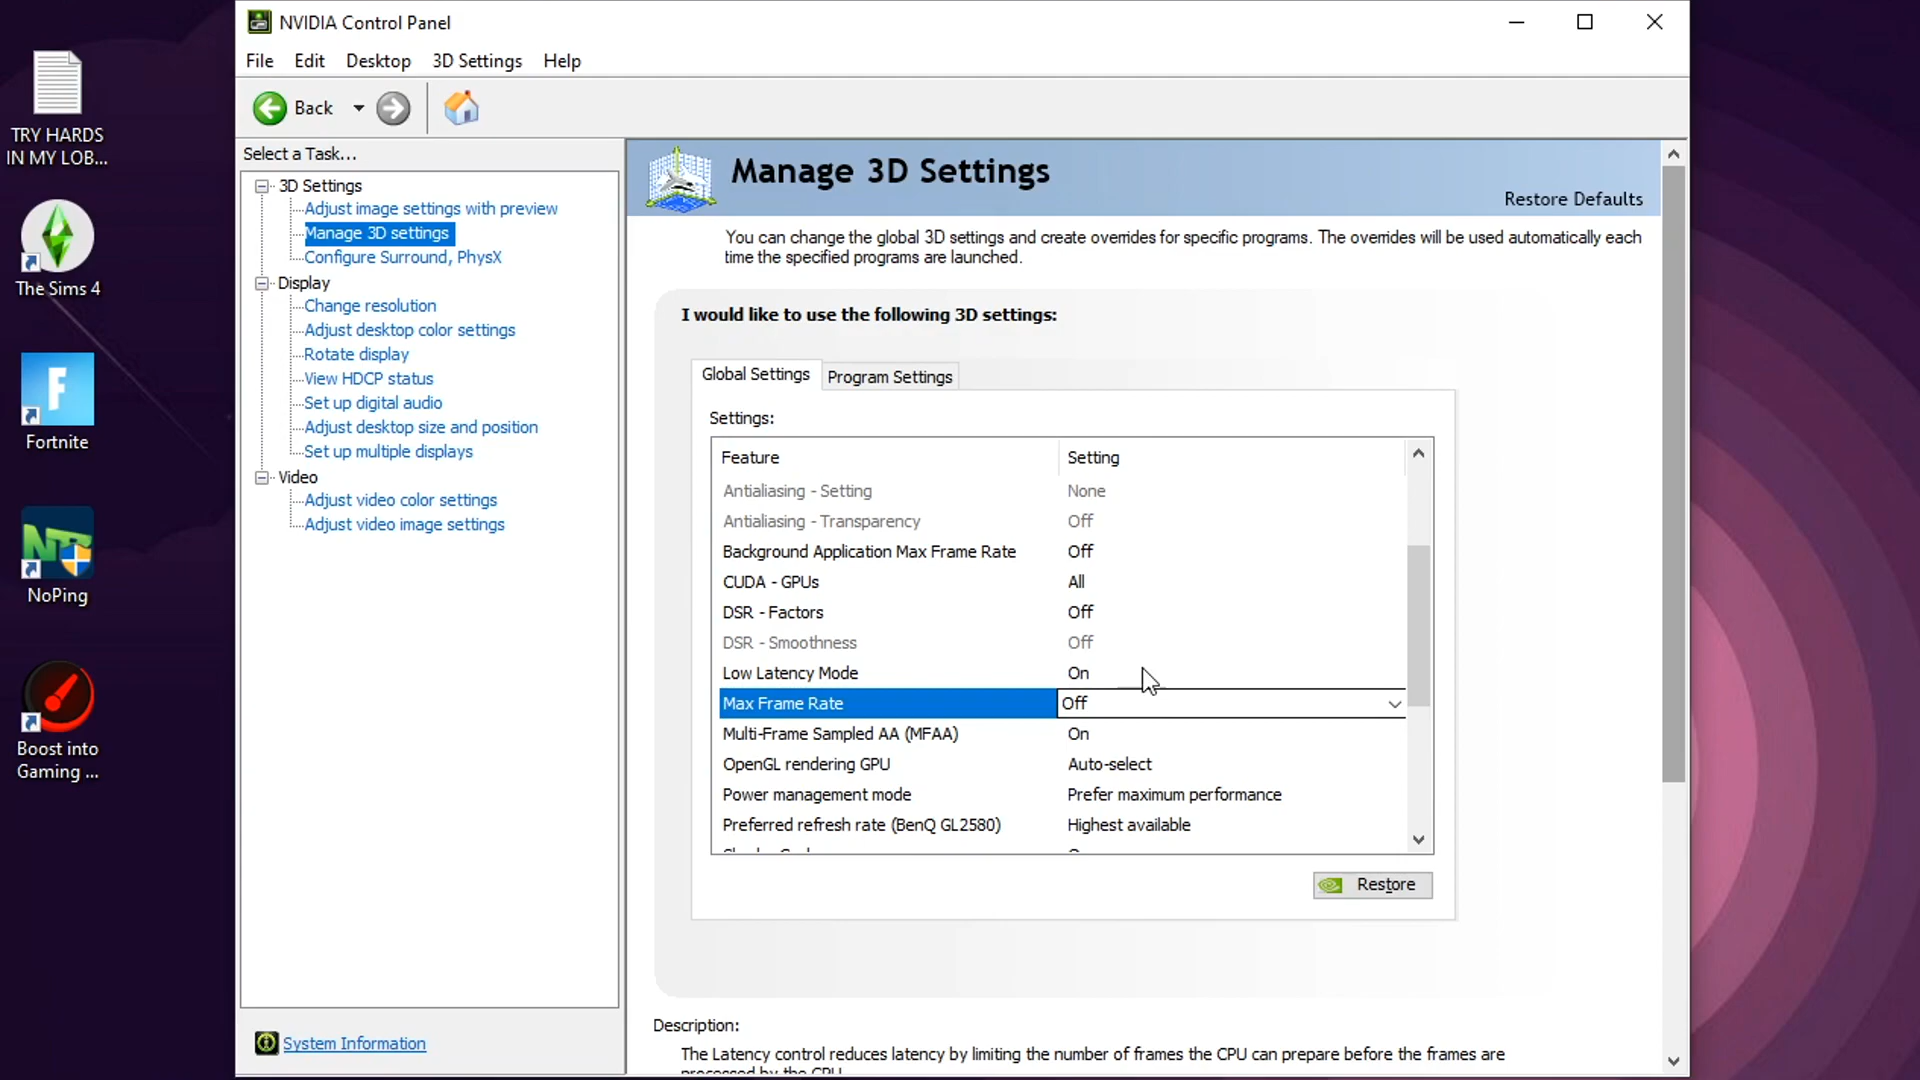 NVIDIA Control Panel
File Edit Desktop 3D Settings Help
Back
TRY HARDS
IN MY LOB...
The Sims 4
Fortnite
NoPing
Boost into
Gaming ...
Select a Task...
3D Settings
Adjust image settings with preview
Manage 3D settings
Configure Surround, PhysX
Display
Change resolution
Adjust desktop color settings
Rotate display
View HDCP status
Set up digital audio
Adjust desktop size and position
Set up multiple displays
Video
Adjust video color settings
Adjust video image settings
System Information
Manage 3D Settings
Restore Defaults
You can change the global 3D settings and create overrides for specific programs. The overrides will be used automatically each
time the specified programs are launched.
I would like to use the following 3D settings:
Global Settings Program Settings
Settings:
Feature Setting
Antialiasing - Setting None
Antialiasing - Transparency Off
Background Application Max Frame Rate Off
CUDA - GPUs All
DSR - Factors Off
DSR - Smoothness Off
Low Latency Mode On
Max Frame Rate Off
Multi-Frame Sampled AA (MFAA) On
OpenGL rendering GPU Auto-select
Power management mode Prefer maximum performance
Preferred refresh rate (BenQ GL2580) Highest available
Restore
Description:
The Latency control reduces latency by limiting the number of frames the CPU can prepare before the frames are
processed by the CPU.